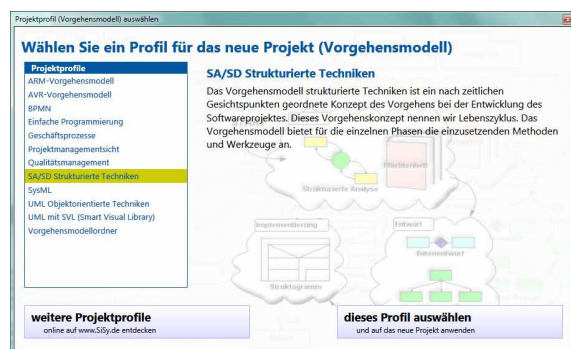 Projektprofil (Vorgehensmodell) auswählen
Wählen Sie ein Profil für das neue Projekt (Vorgehensmodell)
Projektprofile
ARM-Vorgehensmodell
AVR-Vorgehensmodell
BPMN
Einfache Programmierung
Geschäftsprozesse
Projektmanagementsicht
Qualitätsmanagement
SA/SD Strukturierte Techniken
SysML
UML Objektorientierte Techniken
UML mit SVL (Smart Visual Library)
Vorgehensmodellordner
SA/SD Strukturierte Techniken
Das Vorgehensmodell strukturierte Techniken ist ein nach zeitlichen
Gesichtspunkten geordnete Konzept des Vorgehens bei der Entwicklung des
Softwareprojektes. Dieses Vorgehenskonzept nennen wir Lebenszyklus. Das
Vorgehensmodell bietet für die einzelnen Phasen die einzusetzenden Methoden
und Werkzeuge an.
Pflichtenheft
Strukturierte Analyse
Implementierung
Entwurf
Datenentwurf
Struktogramm
weitere Projektprofile
online auf www.SiSy.de entdecken
dieses Profil auswählen
und auf das neue Projekt anwenden